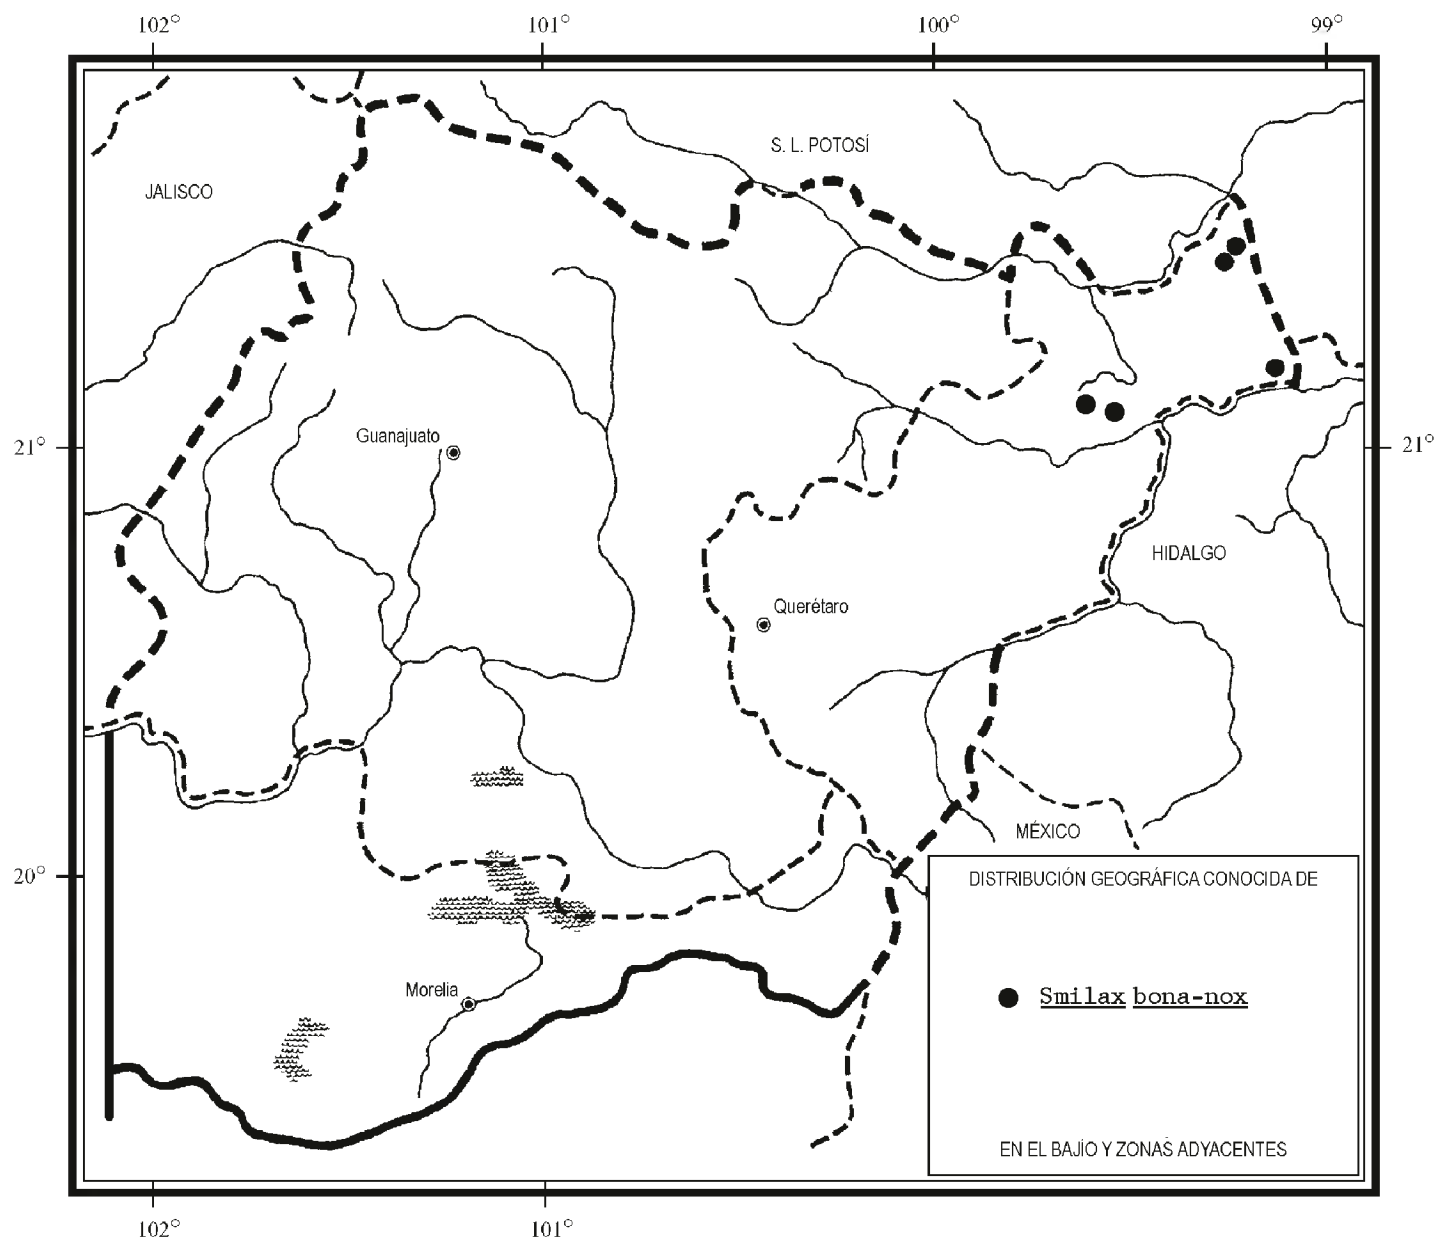 102° 101° 100° 99°
S. L. POTOSÍ
JALISCO
Guanajuato
21° 21°
HIDALGO
Querétaro
MÉXICO
20°
DISTRIBUCIÓN GEOGRÁFICA CONOCIDA DE
Morelia
Smilax bona-nox
EN EL BAJÍO Y ZONAS ADYACENTES
102° 101°